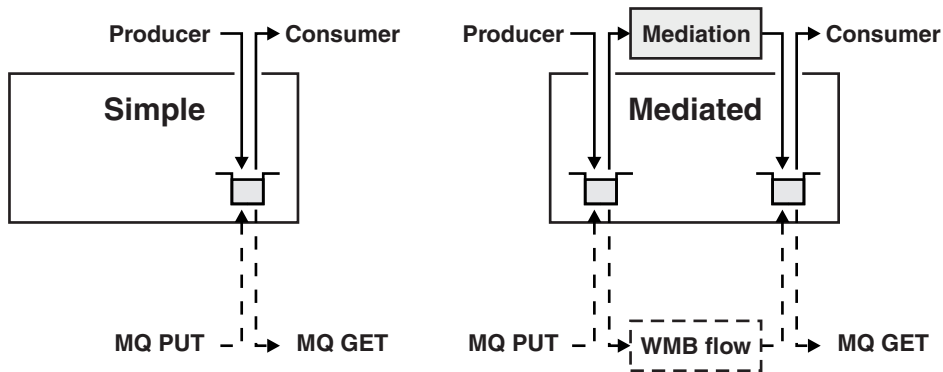 Producer
Consumer
Simple
MQ PUT
MQ GET
Producer
Mediation
Consumer
Mediated
MQ PUT
WMB flow
MQ GET